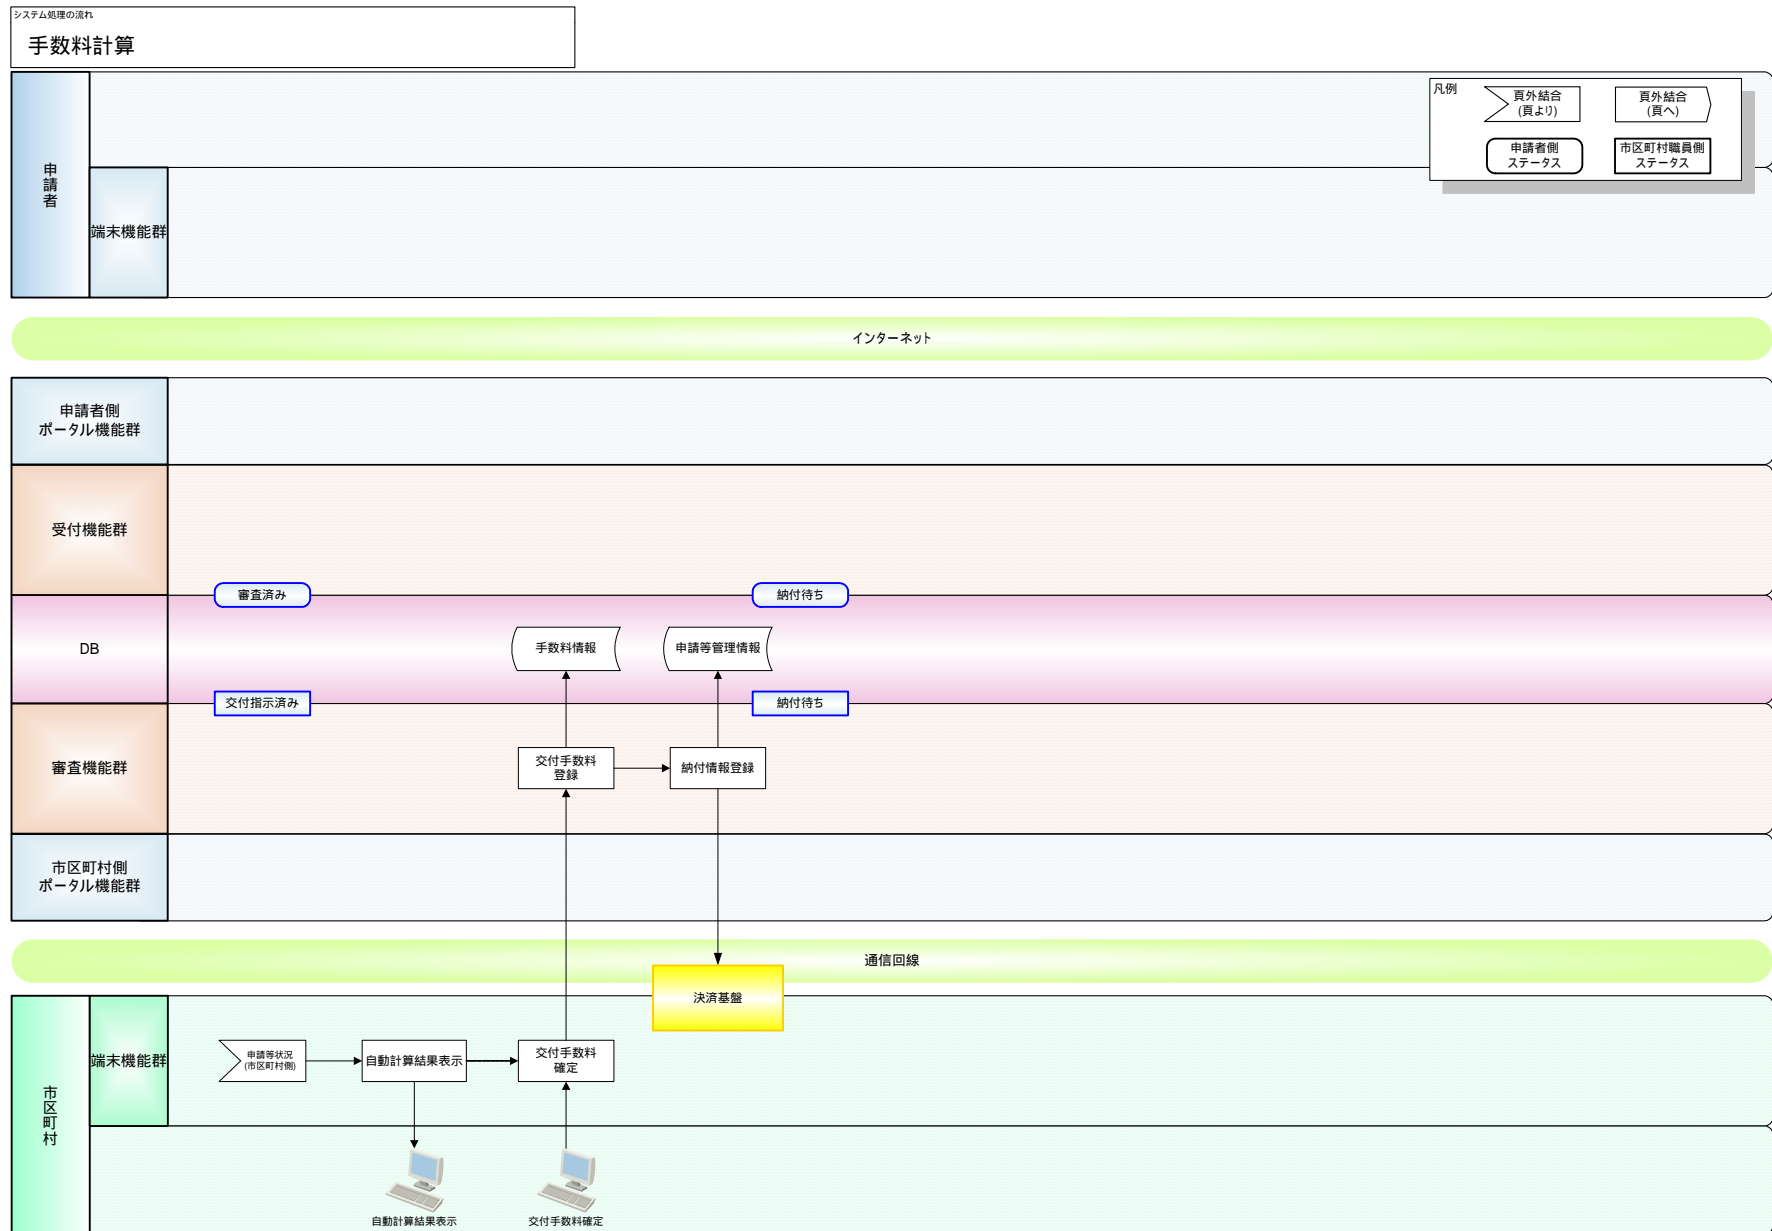 システム処理の流れ
手数料計算
凡例
頁外結合
(頁より)
頁外結合
(頁へ)
申請者側
ステータス
市区町村職員側
ステータス
申請者
端末機能群
インターネット
申請者側
ポータル機能群
受付機能群
審査済み
納付待ち
DB
手数料情報
申請等管理情報
交付指示済み
納付待ち
審査機能群
交付手数料
登録
納付情報登録
市区町村側
ポータル機能群
通信回線
決済基盤
市区町村
端末機能群
申請等状況
(市区町村側)
自動計算結果表示
交付手数料
確定
自動計算結果表示
交付手数料確定